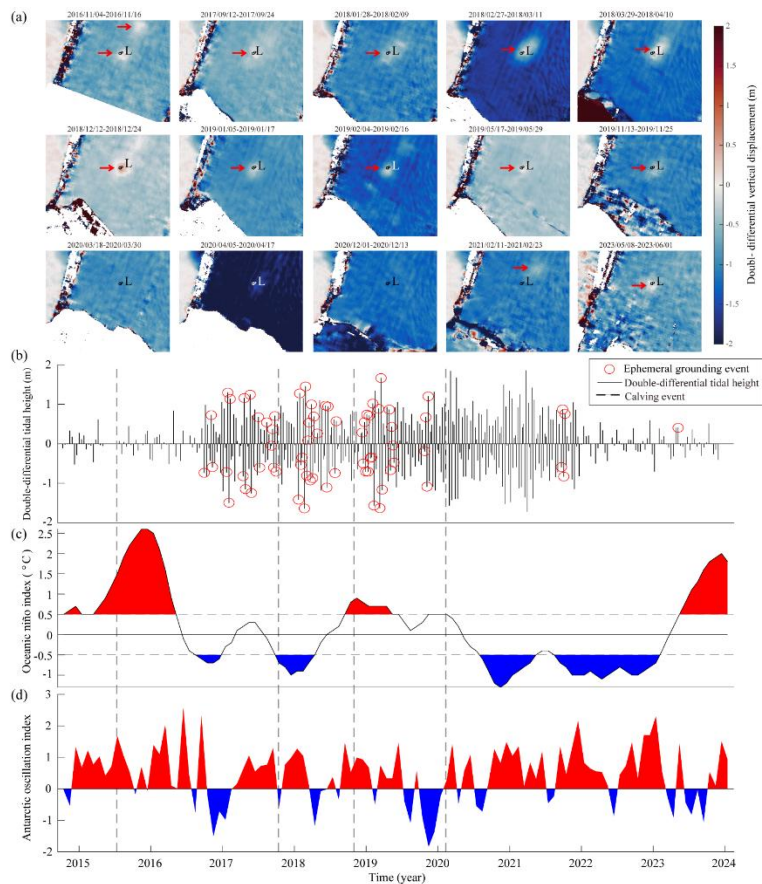 (a)
2016/11/04-2016/11/16 2017/09/12-2017/09/24 2018/01/28-2018/02/09 2018/02/27-2018/03/11 2018/03/29-2018/04/10
L L L L L
2018/12/12-2018/12/24 2019/01/05-2019/01/17 2019/02/04-2019/02/16 2019/05/17-2019/05/29 2019/11/13-2019/11/25
L L L L L
2020/03/18-2020/03/30 2020/04/05-2020/04/17 2020/12/01-2020/12/13 2021/02/11-2021/02/23 2023/05/08-2023/06/01
L L L L L
2
1.5
1
0.5
0
-0.5
-1
-1.5
-2
Doubl- differential vertical displacement (m)
(b)
Ephemeral grounding event
Double-differential tidal height
Calving event
Double-differential tidal height (m)
2
1
0
-1
-2
(c)
Oceanic niño index ( °C )
2.5
2
1.5
1
0.5
0
-0.5
-1
(d)
Antarctic oscillation index
3
2
1
0
-1
-2
2015 2016 2017 2018 2019 2020 2021 2022 2023 2024
Time (year)